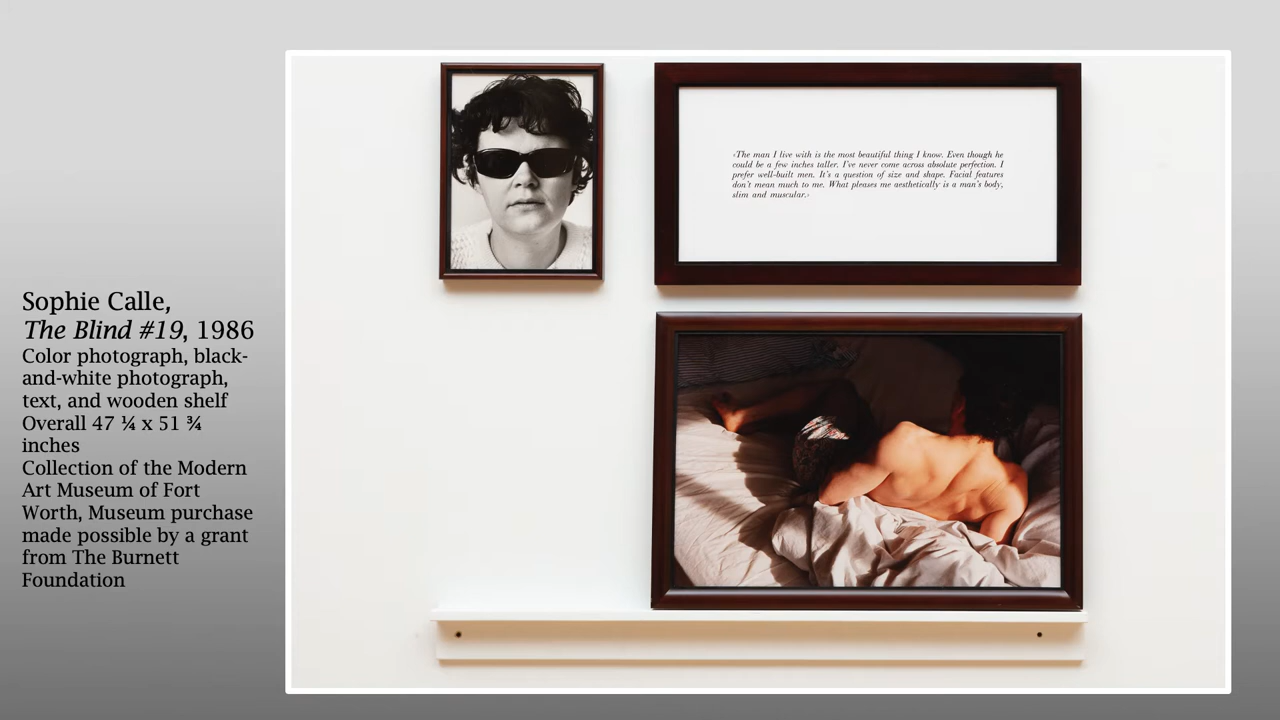 Sophie Calle,
The Blind #19, 1986
Color photograph, black-
and-white photograph,
text, and wooden shelf
Overall 47 ¼ x 51 ¾
inches
Collection of the Modern
Art Museum of Fort
Worth, Museum purchase
made possible by a grant
from The Burnett
Foundation
‹The man I live with is the most beautiful thing I know. Even though he
could be a few inches taller. I've never come across absolute perfection. I
prefer well-built men. It's a question of size and shape. Facial features
don't mean much to me. What pleases me aesthetically is a man's body,
slim and muscular.›